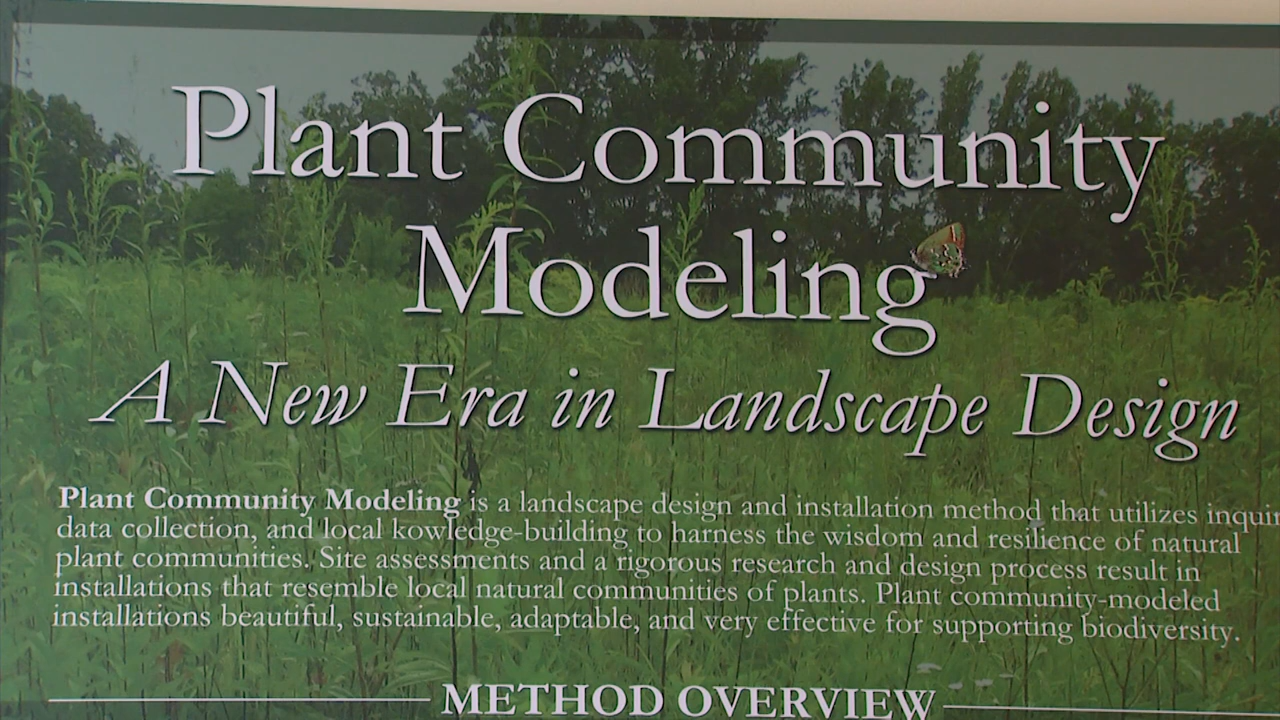 Plant Community
Modeling
A New Era in Landscape Design
Plant Community Modeling is a landscape design and installation method that utilizes
data collection, and local kowledge-building to harness the wisdom and resilience of natural
plant communities. Site assessments and a rigorous research and design process result in
installations that resemble local natural communities of plants. Plant community-modeled
installations beautiful, sustainable, adaptable, and very effective for supporting biodiversity.
METHOD OVERVIEW